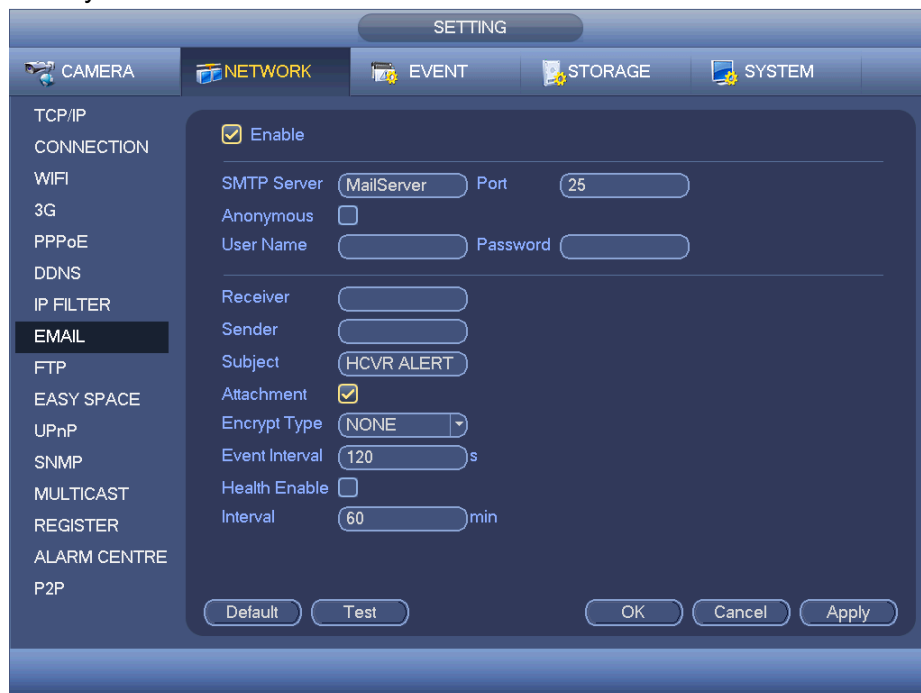 SETTING
CAMERA NETWORK EVENT STORAGE SYSTEM
TCP/IP
CONNECTION
WIFI
3G
PPPoE
DDNS
IP FILTER
EMAIL
FTP
EASY SPACE
UPnP
SNMP
MULTICAST
REGISTER
ALARM CENTRE
P2P
Enable
SMTP Server MailServer Port 25
Anonymous
User Name Password
Receiver
Sender
Subject HCVR ALERT
Attachment
Encrypt Type NONE
Event Interval 120 s
Health Enable
Interval 60 min
Default Test OK Cancel Apply